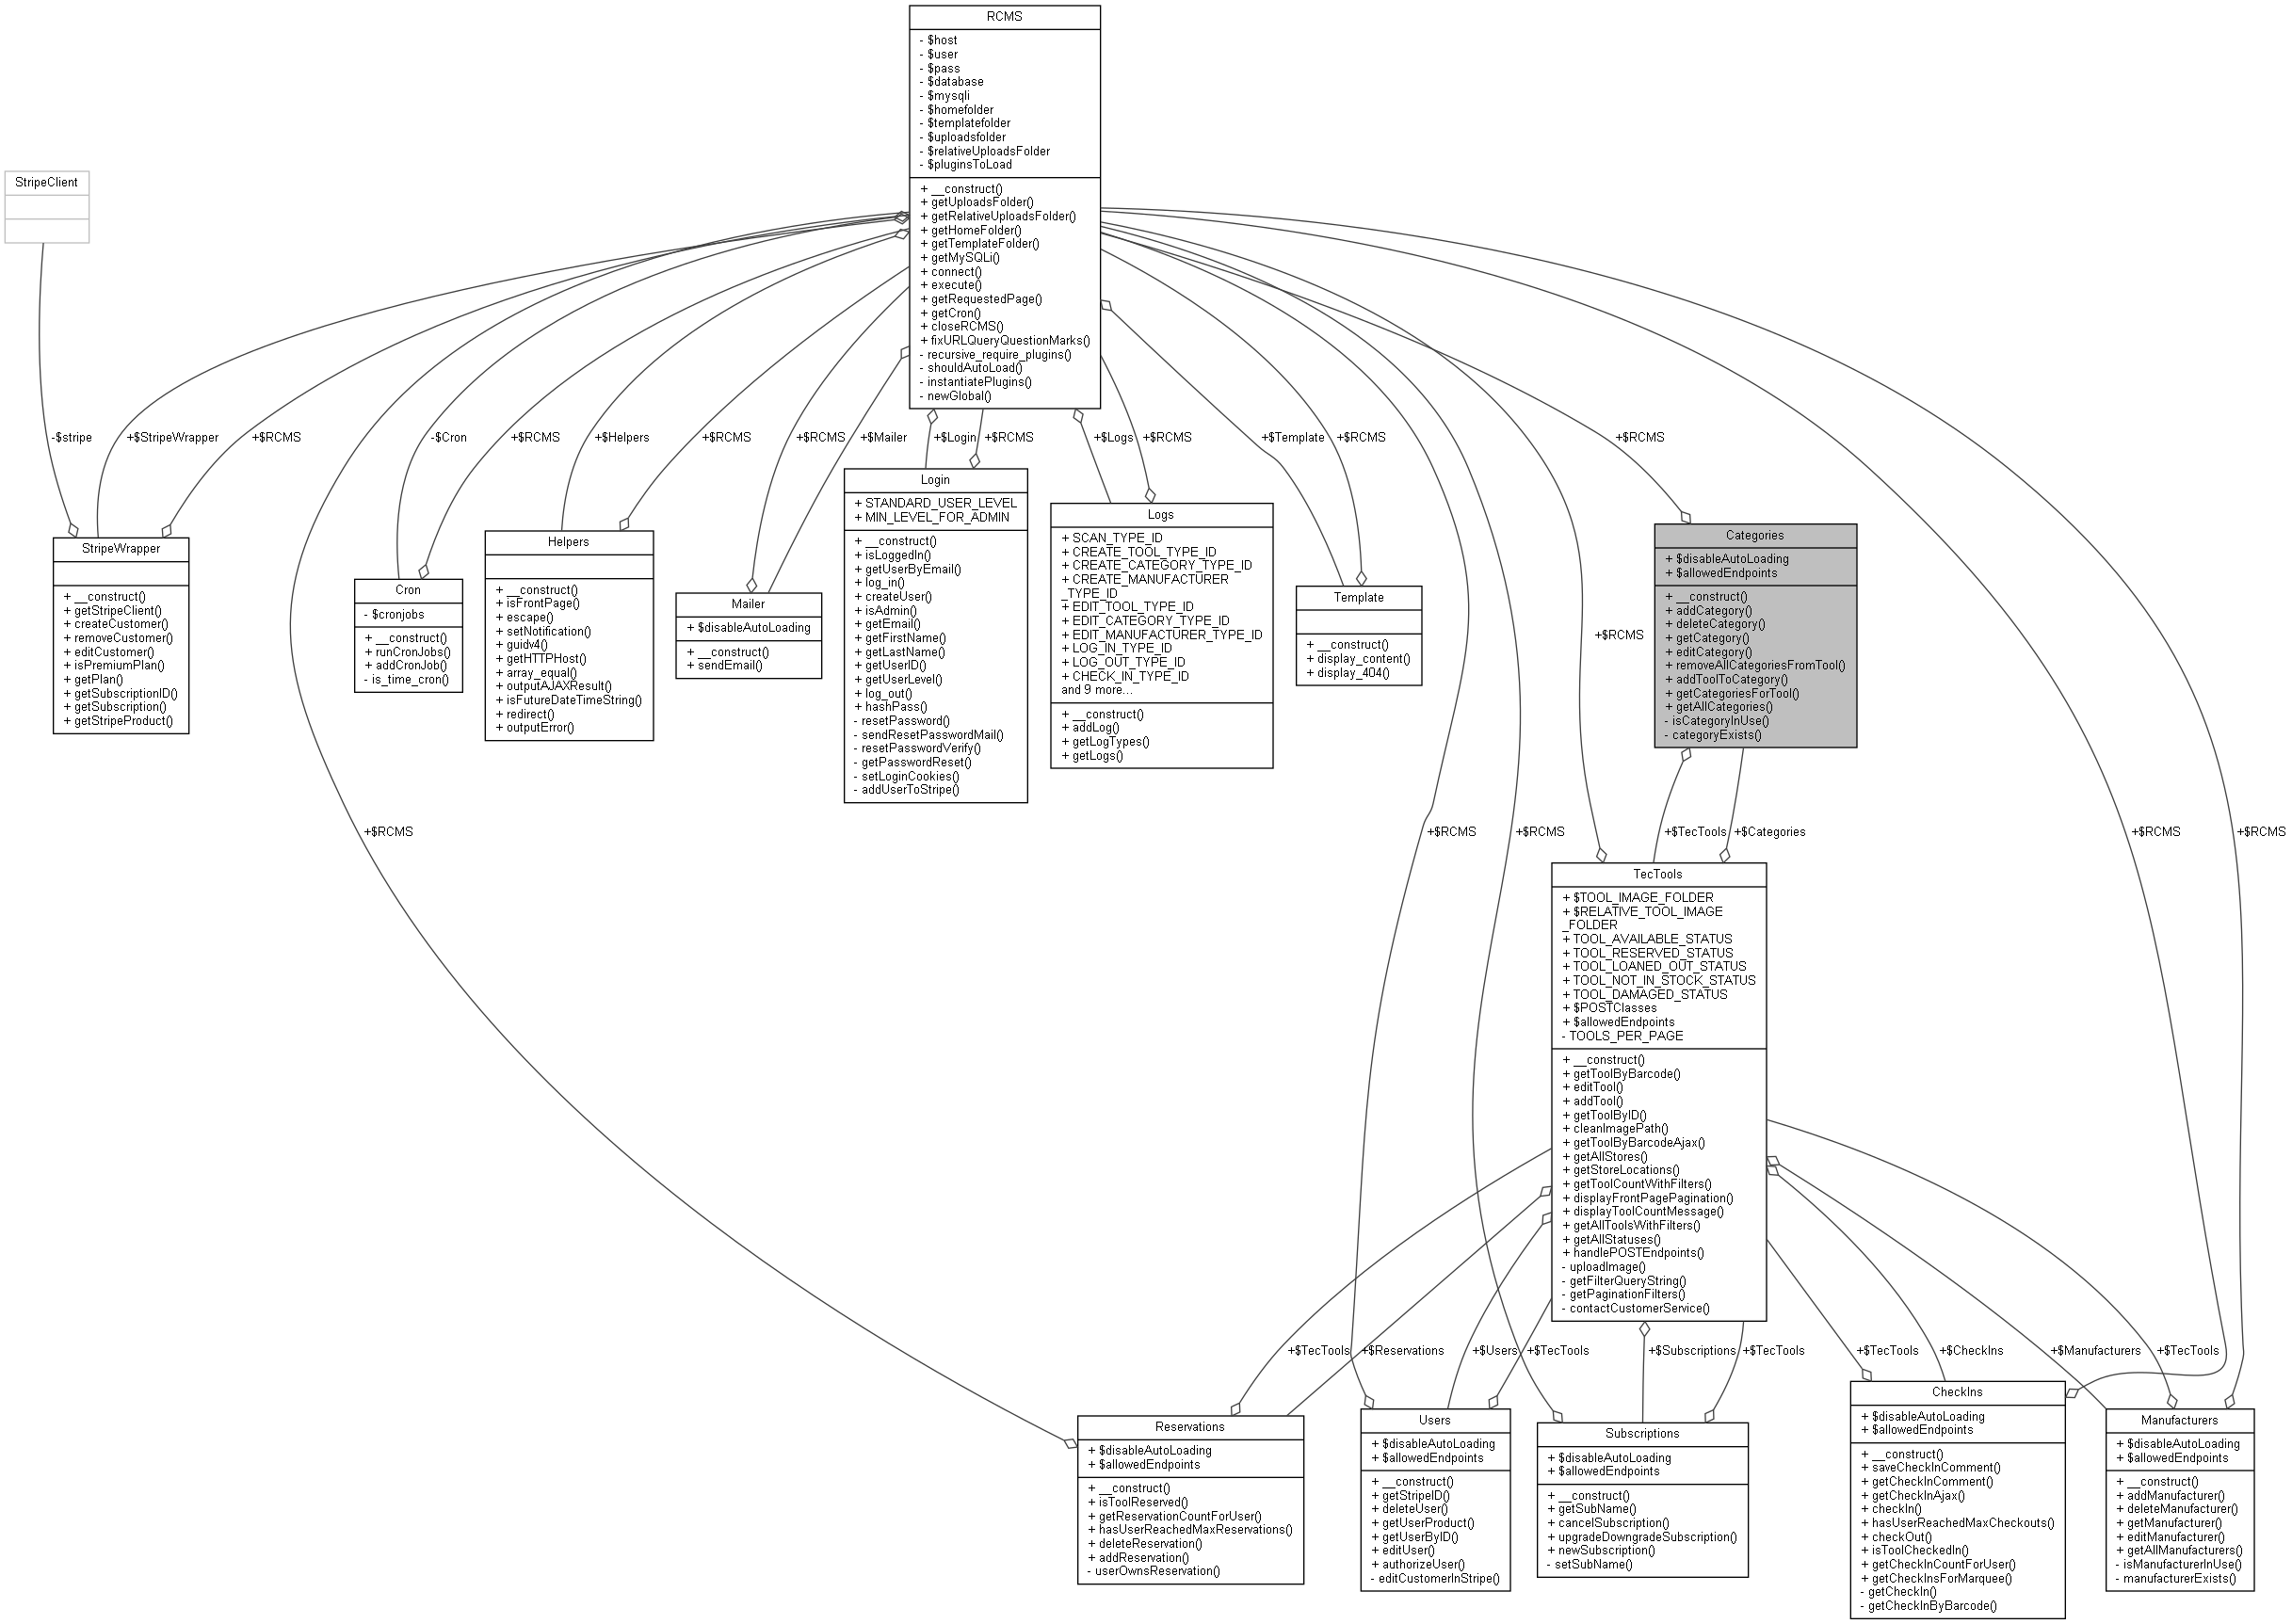 RCMS
- $host
- $user
- $pass
- $database
- $mysqli
- $homefolder
- $templatefolder
- $uploadsfolder
- $relativeUploadsFolder
- $pluginsToLoad
+ __construct()
+ getUploadsFolder()
+ getRelativeUploadsFolder()
+ getHomeFolder()
+ getTemplateFolder()
+ getMySQLi()
+ connect()
+ execute()
+ getRequestedPage()
+ getCron()
+ closeRCMS()
+ fixURLQueryQuestionMarks()
- recursive_require_plugins()
- shouldAutoLoad()
- instantiatePlugins()
- newGlobal()
StripeClient
-$stripe
+$StripeWrapper
+$RCMS
-$Cron
+$RCMS
+$Helpers
+$RCMS
+$RCMS
+$Mailer
+$Login
+$RCMS
+$Logs
+$RCMS
+$Template
+$RCMS
+$RCMS
StripeWrapper
+ __construct()
+ getStripeClient()
+ createCustomer()
+ removeCustomer()
+ editCustomer()
+ isPremiumPlan()
+ getPlan()
+ getSubscriptionID()
+ getSubscription()
+ getStripeProduct()
Cron
- $cronjobs
+ __construct()
+ runCronJobs()
+ addCronJob()
- is_time_cron()
Helpers
+ __construct()
+ isFrontPage()
+ escape()
+ setNotification()
+ guidv4()
+ getHTTPHost()
+ array_equal()
+ outputAJAXResult()
+ isFutureDateTimeString()
+ redirect()
+ outputError()
Mailer
+ $disableAutoLoading
+ __construct()
+ sendEmail()
Login
+ STANDARD_USER_LEVEL
+ MIN_LEVEL_FOR_ADMIN
+ __construct()
+ isLoggedIn()
+ getUserByEmail()
+ log_in()
+ createUser()
+ isAdmin()
+ getEmail()
+ getFirstName()
+ getLastName()
+ getUserID()
+ getUserLevel()
+ log_out()
+ hashPass()
- resetPassword()
- sendResetPasswordMail()
- resetPasswordVerify()
- getPasswordReset()
- setLoginCookies()
- addUserToStripe()
Logs
+ SCAN_TYPE_ID
+ CREATE_TOOL_TYPE_ID
+ CREATE_CATEGORY_TYPE_ID
+ CREATE_MANUFACTURER
_TYPE_ID
+ EDIT_TOOL_TYPE_ID
+ EDIT_CATEGORY_TYPE_ID
+ EDIT_MANUFACTURER_TYPE_ID
+ LOG_IN_TYPE_ID
+ LOG_OUT_TYPE_ID
+ CHECK_IN_TYPE_ID
and 9 more...
+ __construct()
+ addLog()
+ getLogTypes()
+ getLogs()
Template
+ __construct()
+ display_content()
+ display_404()
Categories
+ $disableAutoLoading
+ $allowedEndpoints
+ __construct()
+ addCategory()
+ deleteCategory()
+ getCategory()
+ editCategory()
+ removeAllCategoriesFromTool()
+ addToolToCategory()
+ getCategoriesForTool()
+ getAllCategories()
- isCategoryInUse()
- categoryExists()
+$RCMS
+$RCMS
+$RCMS
+$RCMS
+$TecTools
+$Categories
+$RCMS
+$RCMS
TecTools
+ $TOOL_IMAGE_FOLDER
+ $RELATIVE_TOOL_IMAGE
_FOLDER
+ TOOL_AVAILABLE_STATUS
+ TOOL_RESERVED_STATUS
+ TOOL_LOANED_OUT_STATUS
+ TOOL_NOT_IN_STOCK_STATUS
+ TOOL_DAMAGED_STATUS
+ $POSTClasses
+ $allowedEndpoints
- TOOLS_PER_PAGE
+ __construct()
+ getToolByBarcode()
+ editTool()
+ addTool()
+ getToolByID()
+ cleanImagePath()
+ getToolByBarcodeAjax()
+ getAllStores()
+ getStoreLocations()
+ getToolCountWithFilters()
+ displayFrontPagePagination()
+ displayToolCountMessage()
+ getAllToolsWithFilters()
+ getAllStatuses()
+ handlePOSTEndpoints()
- uploadImage()
- getFilterQueryString()
- getPaginationFilters()
- contactCustomerService()
+$TecTools
+$Reservations
+$Users
+$TecTools
+$Subscriptions
+$TecTools
+$TecTools
+$CheckIns
+$Manufacturers
+$TecTools
Reservations
+ $disableAutoLoading
+ $allowedEndpoints
+ __construct()
+ isToolReserved()
+ getReservationCountForUser()
+ hasUserReachedMaxReservations()
+ deleteReservation()
+ addReservation()
- userOwnsReservation()
Users
+ $disableAutoLoading
+ $allowedEndpoints
+ __construct()
+ getStripeID()
+ deleteUser()
+ getUserProduct()
+ getUserByID()
+ editUser()
+ authorizeUser()
- editCustomerInStripe()
Subscriptions
+ $disableAutoLoading
+ $allowedEndpoints
+ __construct()
+ getSubName()
+ cancelSubscription()
+ upgradeDowngradeSubscription()
+ newSubscription()
- setSubName()
CheckIns
+ $disableAutoLoading
+ $allowedEndpoints
+ __construct()
+ saveCheckInComment()
+ getCheckInComment()
+ getCheckInAjax()
+ checkIn()
+ hasUserReachedMaxCheckouts()
+ checkOut()
+ isToolCheckedIn()
+ getCheckInCountForUser()
+ getCheckInsForMarquee()
- getCheckIn()
- getCheckInByBarcode()
Manufacturers
+ $disableAutoLoading
+ $allowedEndpoints
+ __construct()
+ addManufacturer()
+ deleteManufacturer()
+ getManufacturer()
+ editManufacturer()
+ getAllManufacturers()
- isManufacturerInUse()
- manufacturerExists()